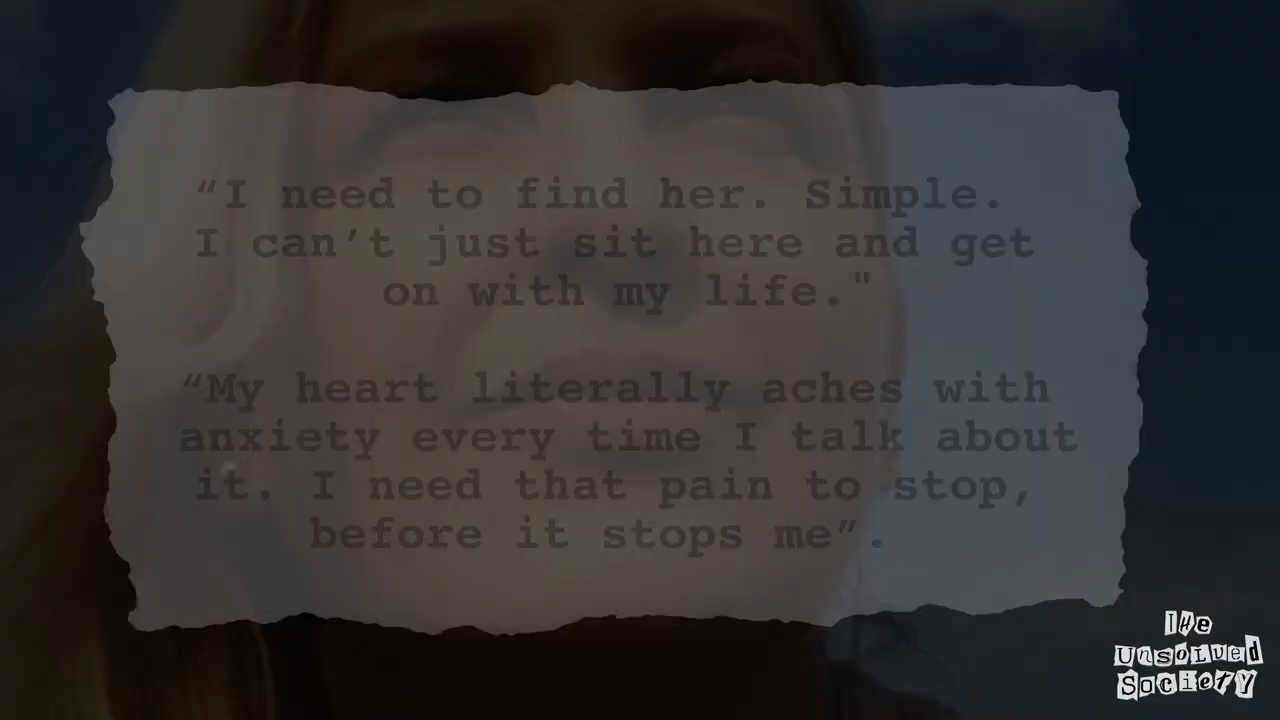 “I need to find her. Simple.
I can’t just sit here and get
on with my life."
“My heart literally aches with
anxiety every time I talk about
it. I need that pain to stop,
before it stops me”.
The
Unsolved
Society